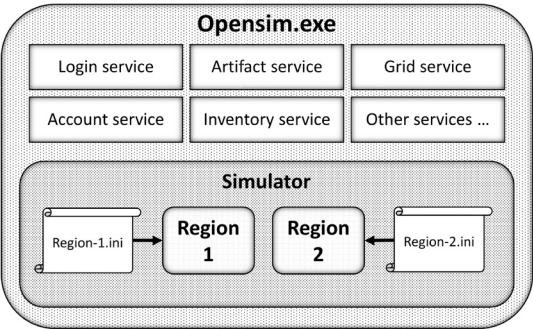 Opensim.exe
Login service
Artifact service
Grid service
Account service
Inventory service
Other services ...
Simulator
Region-1.ini
Region
1
Region
2
Region-2.ini